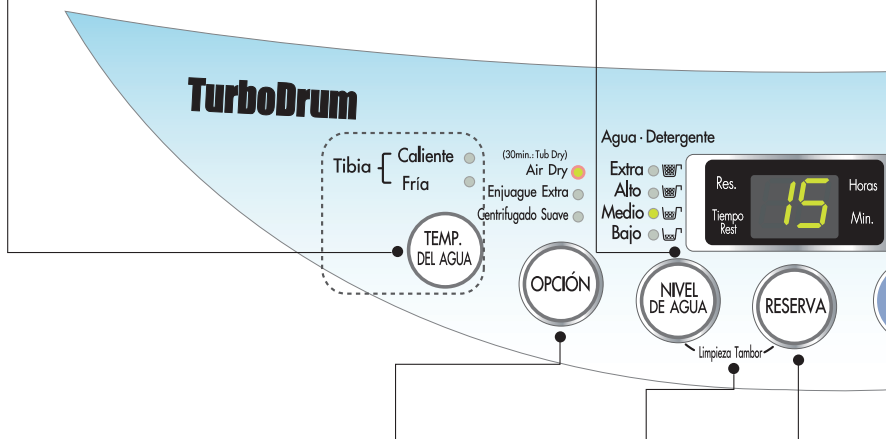 TurboDrum
Tibia
Caliente
Fría
TEMP.
DEL AGUA
(30min.: Tub Dry)
Air Dry
Enjuague Extra
Centrifugado Suave
OPCIÓN
Agua · Detergente
Extra
Alto
Medio
Bajo
NIVEL
DE AGUA
Res.
Tiempo
Rest
15
Horas
Min.
RESERVA
Limpieza Tambor